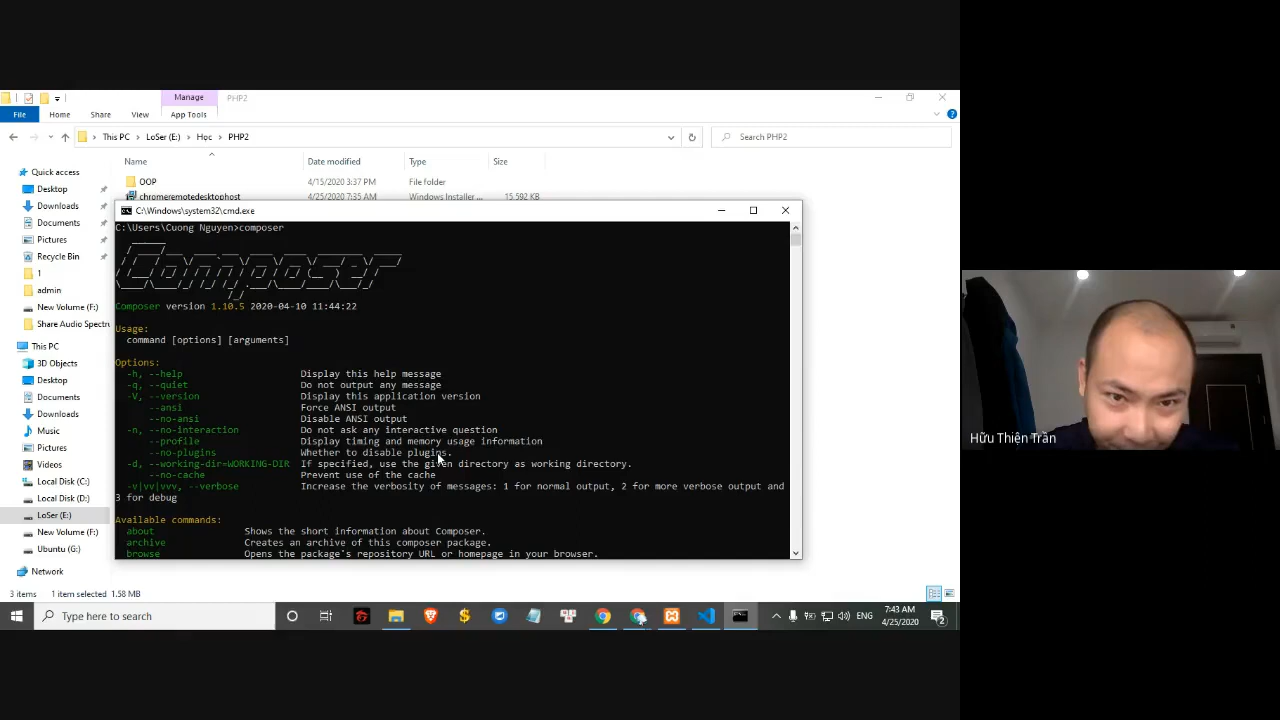 Manage
PHP2
File
Home
Share
View
App Tools
This PC
LoSer (E:)
Học
PHP2
Search PHP2
Name
Date modified
Type
Size
Quick access
Desktop
Downloads
Documents
Pictures
Recycle Bin
1
admin
New Volume (F:)
Share Audio Spectru
This PC
3D Objects
Desktop
Documents
Downloads
Music
Pictures
Videos
Local Disk (C:)
Local Disk (D:)
LoSer (E:)
New Volume (F:)
Ubuntu (G:)
Network
OOP 4/15/2020 3:37 PM File folder
chromeremotedesktophost 4/25/2020 7:35 AM Windows Installer ... 15,592 KB
C:\Windows\system32\cmd.exe
C:\Users\Cuong Nguyen>composer
Composer
Composer version 1.10.5 2020-04-10 11:44:22
Usage:
command [options] [arguments]
Options:
-h, --help Display this help message
-q, --quiet Do not output any message
-V, --version Display this application version
--ansi Force ANSI output
--no-ansi Disable ANSI output
-n, --no-interaction Do not ask any interactive question
--profile Display timing and memory usage information
--no-plugins Whether to disable plugins.
-d, --working-dir=WORKING-DIR If specified, use the given directory as working directory.
--no-cache Prevent use of the cache
-v|vv|vvv, --verbose Increase the verbosity of messages: 1 for normal output, 2 for more verbose output and
3 for debug
Available commands:
about Shows the short information about Composer.
archive Creates an archive of this composer package.
browse Opens the package's repository URL or homepage in your browser.
3 items
1 item selected 1.58 MB
Type here to search
ENG
7:43 AM
4/25/2020
2
Hữu Thiện Trần